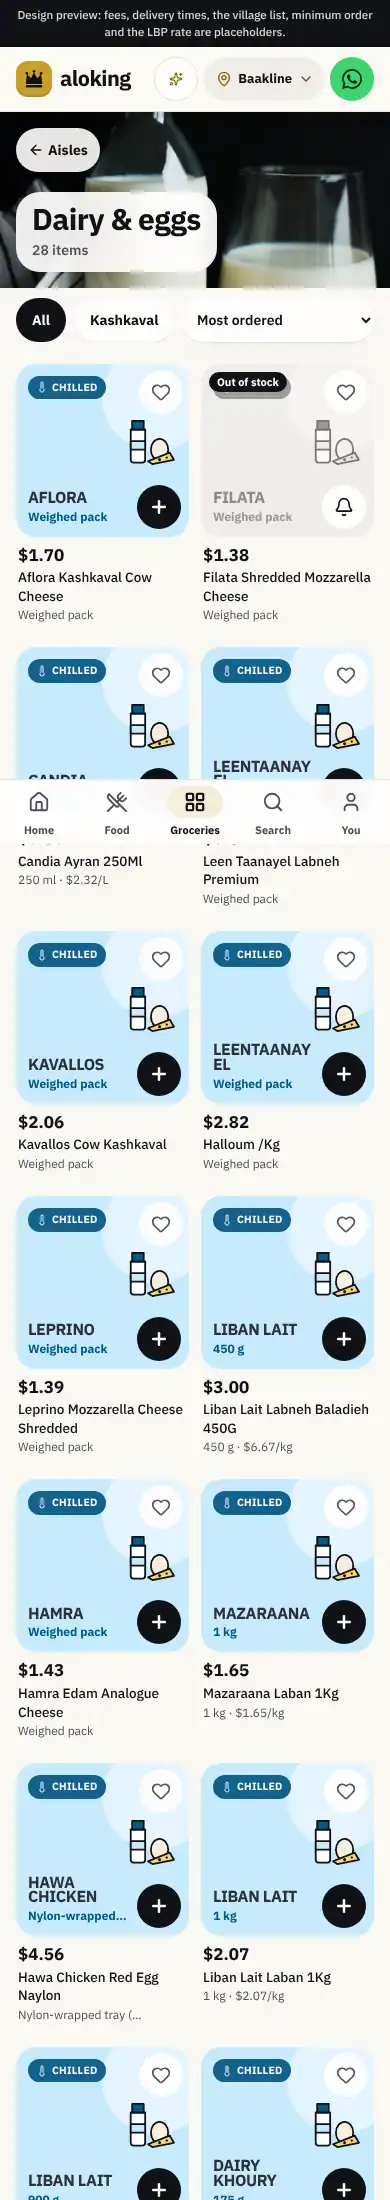 Design preview: fees, delivery times, the village list, minimum order
and the LBP rate are placeholders.
aloking
Baakline
Aisles
Dairy & eggs
28 items
All
Kashkaval
Most ordered
CHILLED
Out of stock
AFLORA
Weighed pack
FILATA
Weighed pack
$1.70
$1.38
Aflora Kashkaval Cow
Cheese
Filata Shredded Mozzarella
Cheese
Weighed pack
Weighed pack
CHILLED
CHILLED
LEENTAANAY
Home
Food
Groceries
Search
You
Candia Ayran 250Ml
250 ml · $2.32/L
Leen Taanayel Labneh
Premium
Weighed pack
CHILLED
CHILLED
KAVALLOS
Weighed pack
LEENTAANAY
EL
Weighed pack
$2.06
$2.82
Kavallos Cow Kashkaval
Halloum /Kg
Weighed pack
Weighed pack
CHILLED
CHILLED
LEPRINO
Weighed pack
LIBAN LAIT
450 g
$1.39
$3.00
Leprino Mozzarella Cheese
Shredded
Liban Lait Labneh Baladieh
450G
Weighed pack
450 g · $6.67/kg
CHILLED
CHILLED
HAMRA
Weighed pack
MAZARAANA
1 kg
$1.43
$1.65
Hamra Edam Analogue
Cheese
Mazaraana Laban 1Kg
Weighed pack
1 kg · $1.65/kg
CHILLED
CHILLED
HAWA
CHICKEN
Nylon-wrapped...
LIBAN LAIT
1 kg
$4.56
$2.07
Hawa Chicken Red Egg
Naylon
Liban Lait Laban 1Kg
Nylon-wrapped tray (...
1 kg · $2.07/kg
CHILLED
CHILLED
LIBAN LAIT
DAIRY
KHOURY